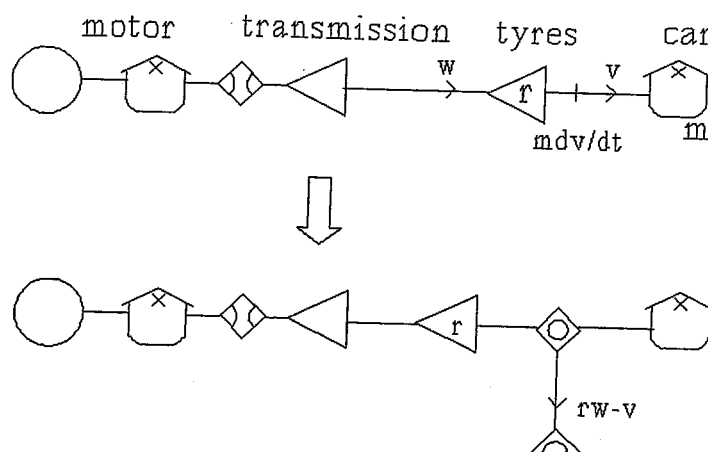 motor transmission tyres car
w v
r
mdv/dt m
r
rw-v